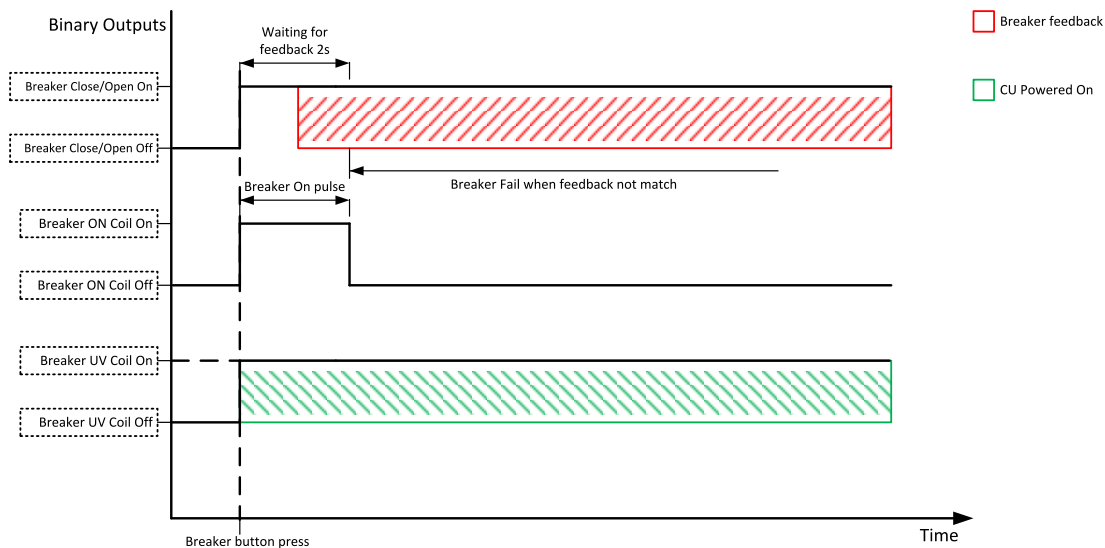 Binary Outputs
Waiting for
feedback 2s
Breaker feedback
CU Powered On
Breaker Close/Open On
Breaker Close/Open Off
Breaker On pulse
Breaker Fail when feedback not match
Breaker ON Coil On
Breaker ON Coil Off
Breaker UV Coil On
Breaker UV Coil Off
Time
Breaker button press